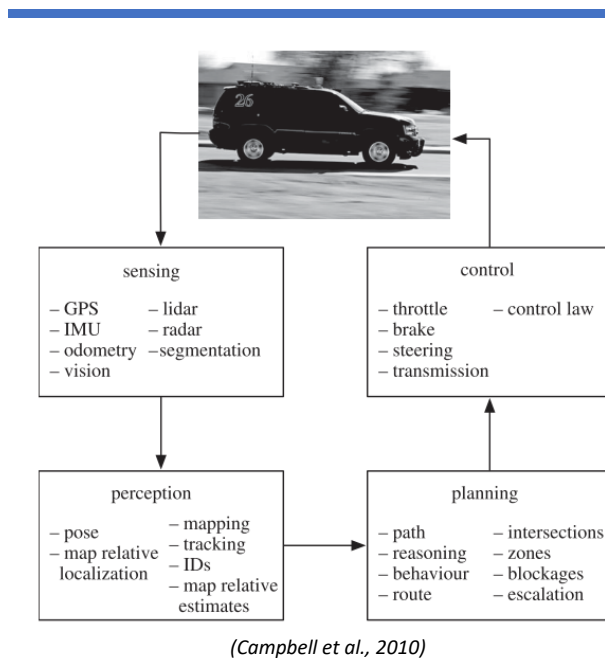 26
sensing
– GPS
– IMU
– odometry
– vision
– lidar
– radar
–segmentation
control
– throttle
– brake
– steering
– transmission
– control law
perception
– pose
– map relative
localization
– mapping
– tracking
– IDs
– map relative
estimates
planning
– path
– reasoning
– behaviour
– route
– intersections
– zones
– blockages
– escalation
(Campbell et al., 2010)